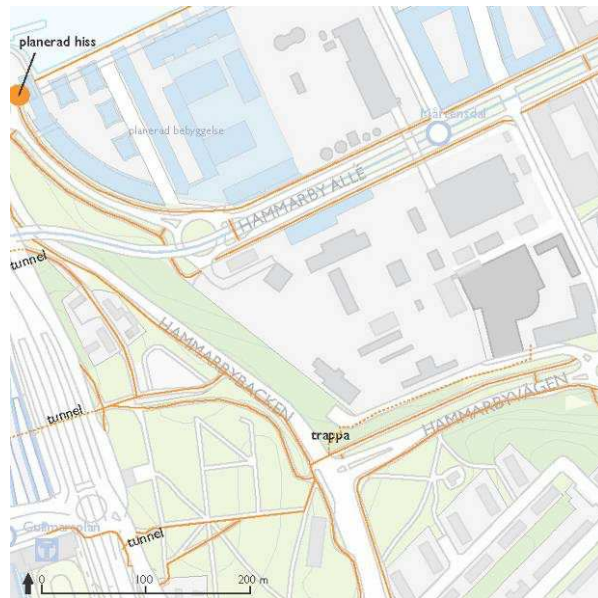 planerad hiss
Mårtensdal
planerad bebyggelse
HAMMARBY ALLÉ
tunnel
HAMMARBYBACKEN
HAMMARBYVÄGEN
tunnel
trappa
Gullmarsplan
tunnel
T
0 100 200 m